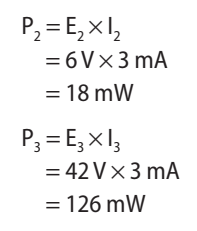 P₂ = E₂ × I₂
= 6 V × 3 mA
= 18 mW
P₃ = E₃ × I₃
= 42 V × 3 mA
= 126 mW